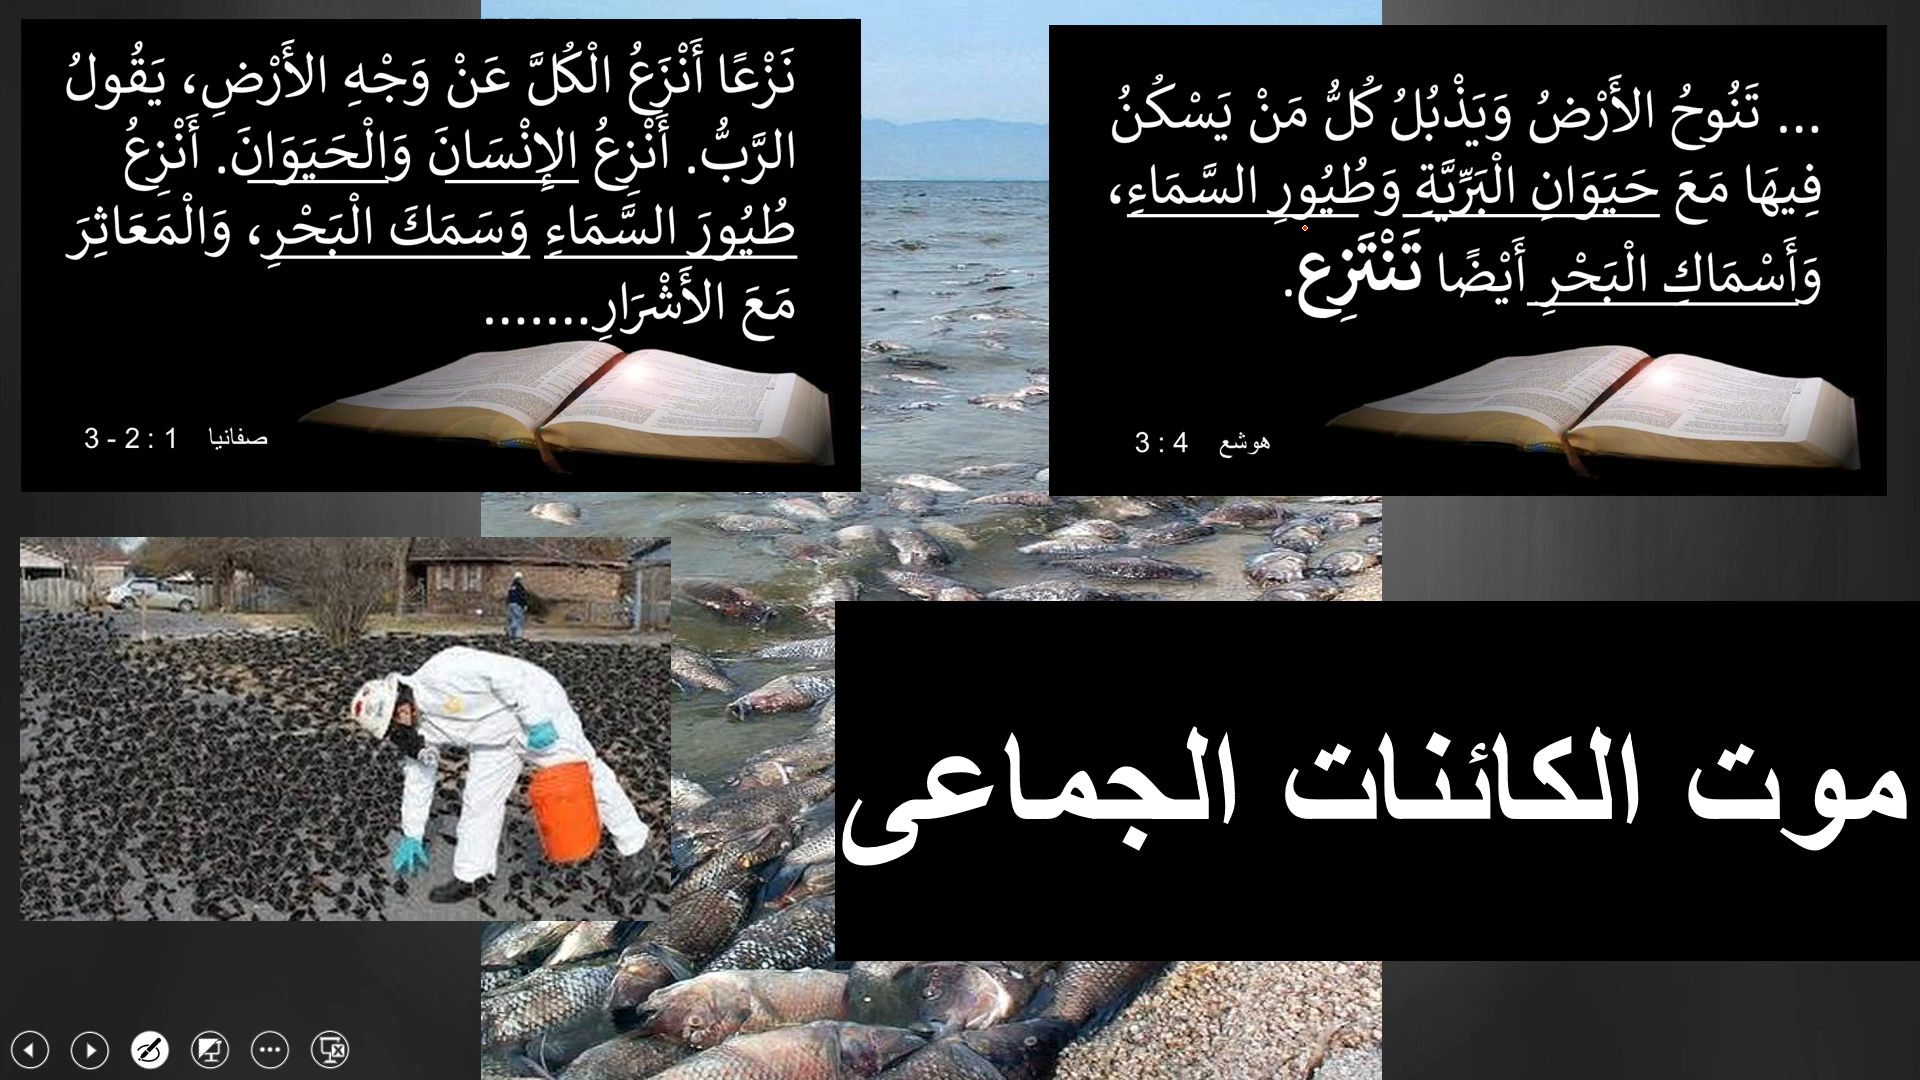 ... تَنُوحُ الأَرْضُ وَيَذْبُلُ كُلُّ مَنْ يَسْكُنُ
فِيهَا مَعَ حَيَوَانِ الْبَرِّيَّةِ وَطُيُورِ السَّمَاءِ،
وَأَسْمَاكِ الْبَحْرِ أَيْضًا تَنْتَزِع.
هوشع 4 : 3
نَزْعًا أَنْزَعُ الْكُلَّ عَنْ وَجْهِ الأَرْضِ، يَقُولُ
الرَّبُّ. أَنْزِعُ الإِنْسَانَ وَالْحَيَوَانَ. أَنْزِعُ
طُيُورَ السَّمَاءِ وَسَمَكَ الْبَحْرِ، وَالْمَعَاثِرَ
مَعَ الأَشْرَارِ.......
صفانيا 1 : 2 - 3
موت الكائنات الجماعى